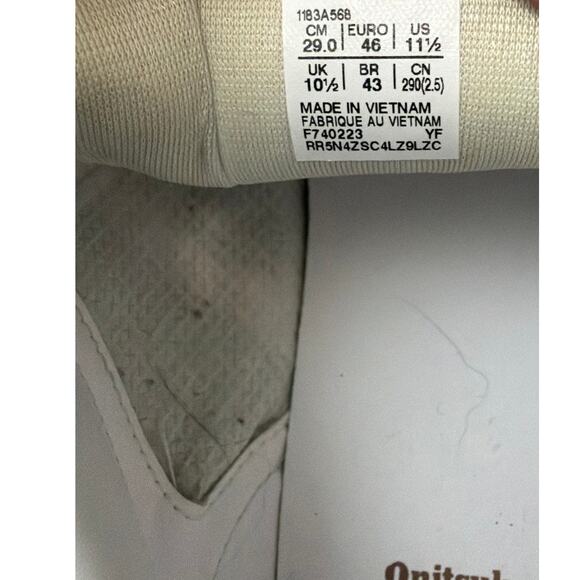 1183A568
CM EURO US
29.0 46 11½
UK BR CN
10½ 43 290(2.5)
MADE IN VIETNAM
FABRIQUE AU VIETNAM
F740223 YF
RR5N4ZSC4LZ9LZC